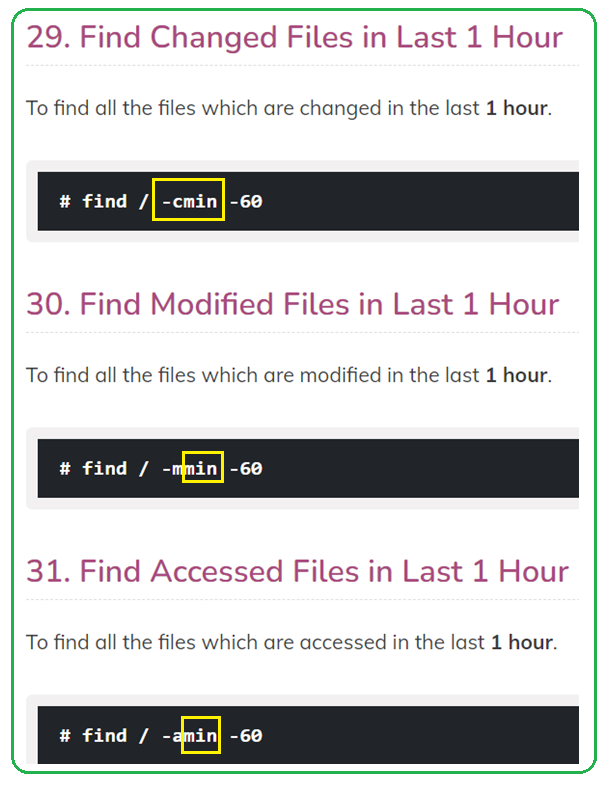 29. Find Changed Files in Last 1 Hour
To find all the files which are changed in the last 1 hour.
# find / -cmin -60
30. Find Modified Files in Last 1 Hour
To find all the files which are modified in the last 1 hour.
# find / -mmin -60
31. Find Accessed Files in Last 1 Hour
To find all the files which are accessed in the last 1 hour.
# find / -amin -60